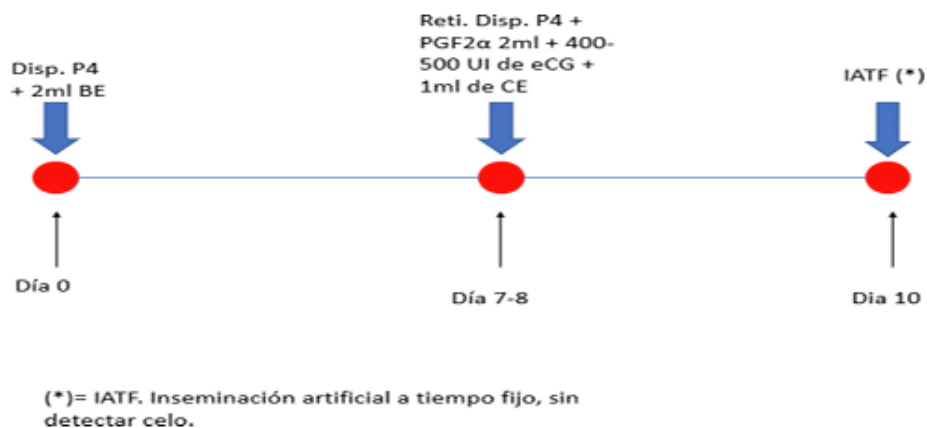 Disp. P4
+ 2ml BE
Reti. Disp. P4 +
PGF2α 2ml + 400-
500 UI de eCG +
1ml de CE
IATF (*)
Día 0
Día 7-8
Dia 10
(*)= IATF. Inseminación artificial a tiempo fijo, sin
detectar celo.